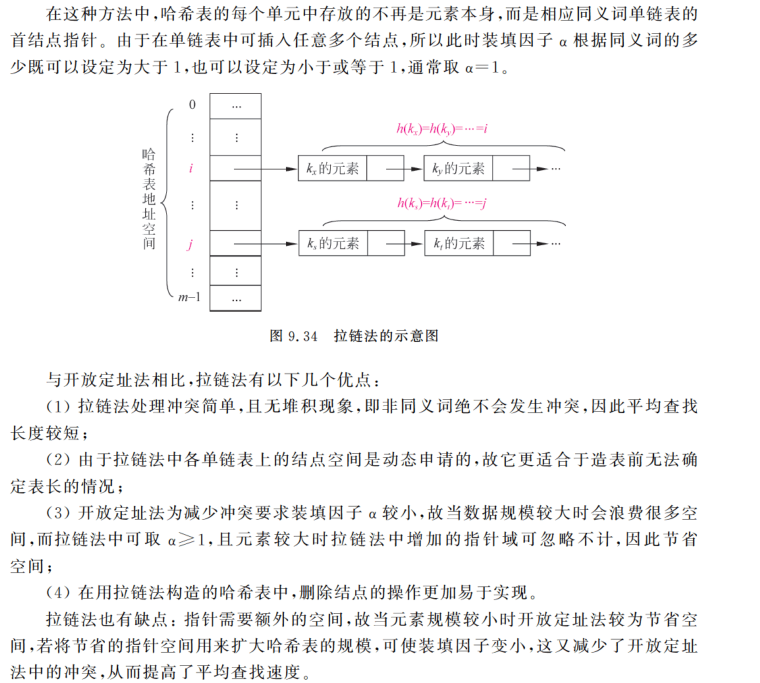 在这种方法中,哈希表的每个单元中存放的不再是元素本身,而是相应同义词单链表的
首结点指针。由于在单链表中可插入任意多个结点,所以此时装填因子 α 根据同义词的多
少既可以设定为大于 1,也可以设定为小于或等于 1,通常取 α=1。
0 …
⋮ ⋮
h(kx)=h(ky)=…=i
i kx的元素 ky的元素 …
哈希表地址空间
⋮ ⋮
h(ks)=h(kt)=…=j
j ks的元素 kt的元素 …
⋮ ⋮
m-1 …
图 9.34 拉链法的示意图
与开放定址法相比,拉链法有以下几个优点:
(1) 拉链法处理冲突简单,且无堆积现象,即非同义词绝不会发生冲突,因此平均查找
长度较短;
(2) 由于拉链法中各单链表上的结点空间是动态申请的,故它更适合于造表前无法确
定表长的情况;
(3) 开放定址法为减少冲突要求装填因子 α 较小,故当数据规模较大时会浪费很多空
间,而拉链法中可取 α≥1,且元素较大时拉链法中增加的指针域可忽略不计,因此节省
空间;
(4) 在用拉链法构造的哈希表中,删除结点的操作更加易于实现。
拉链法也有缺点:指针需要额外的空间,故当元素规模较小时开放定址法较为节省空
间,若将节省的指针空间用来扩大哈希表的规模,可使装填因子变小,这又减少了开放定址
法中的冲突,从而提高了平均查找速度。